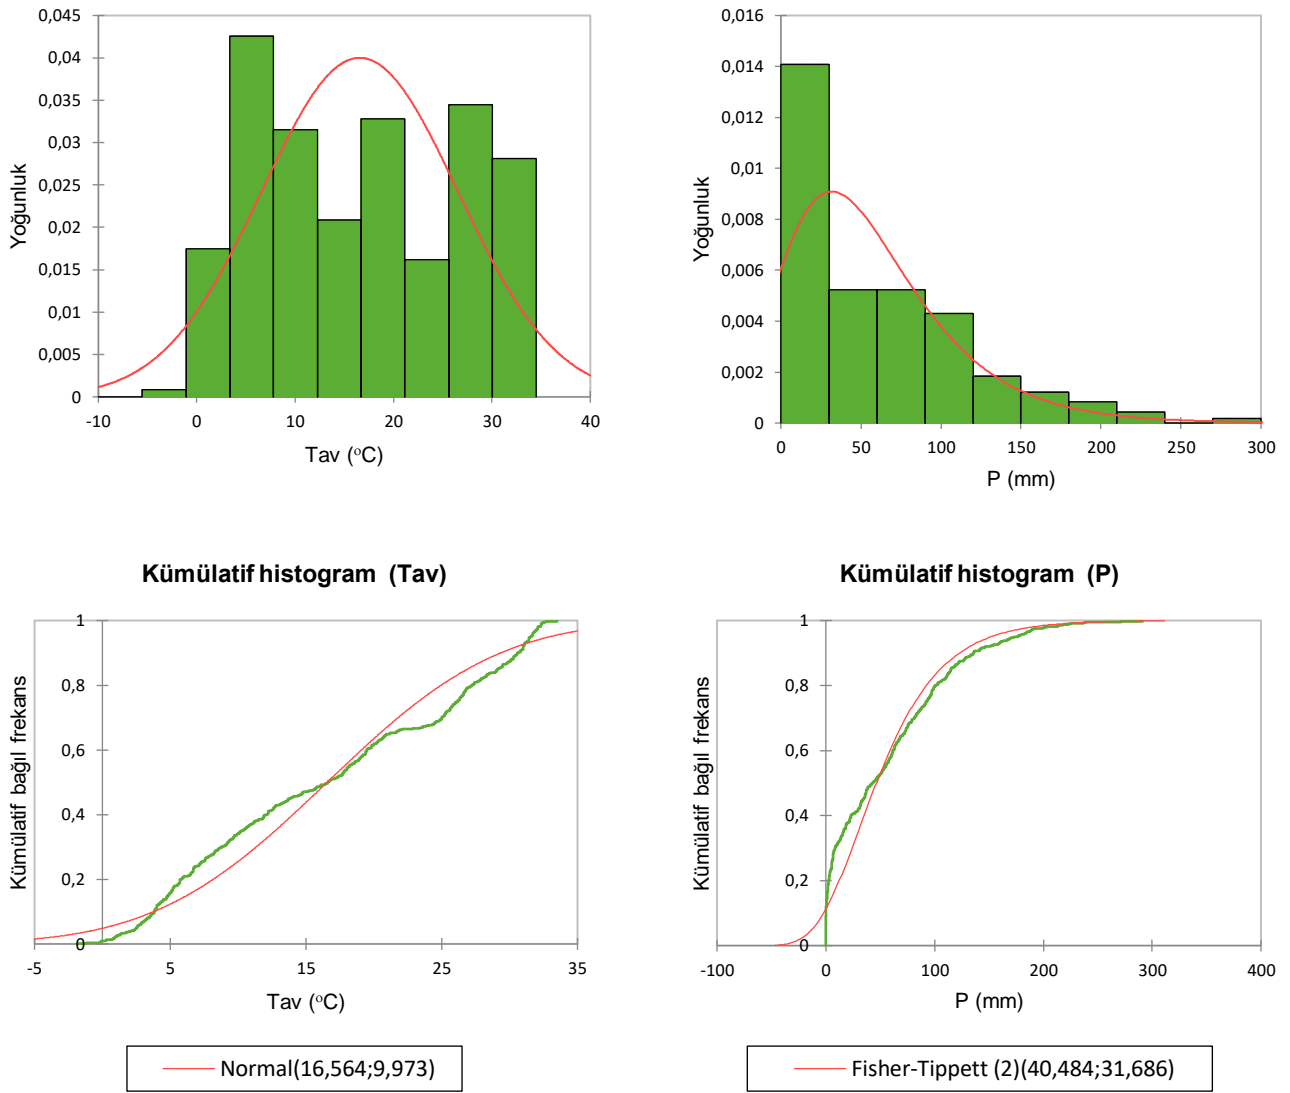 0,045
0,04
0,035
0,03
0,025
0,02
0,015
0,01
0,005
0
Yoğunluk
-10 0 10 20 30 40
Tav (°C)
0,016
0,014
0,012
0,01
0,008
0,006
0,004
0,002
0
Yoğunluk
0 50 100 150 200 250 300
P (mm)
Kümülatif histogram (Tav)
1
0,8
0,6
0,4
0,2
0
Kümülatif bağıl frekans
-5 5 15 25 35
Tav (°C)
Normal(16,564;9,973)
Kümülatif histogram (P)
1
0,8
0,6
0,4
0,2
0
Kümülatif bağıl frekans
-100 0 100 200 300 400
P (mm)
Fisher-Tippett (2)(40,484;31,686)